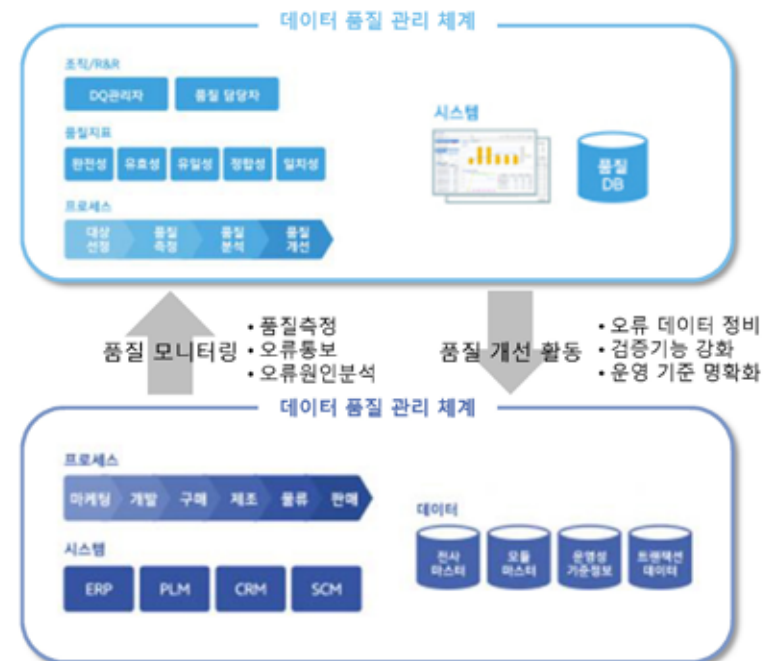 데이터 품질 관리 체계
조직/R&R
DQ관리자 품질 담당자
품질지표
완전성 유효성 유일성 정합성 일치성
프로세스
대상
선정
품질
측정
품질
분석
품질
개선
시스템
품질
DB
품질 모니터링
• 품질측정
• 오류통보
• 오류원인분석
품질 개선 활동
• 오류 데이터 정비
• 검증기능 강화
• 운영 기준 명확화
데이터 품질 관리 체계
프로세스
마케팅 개발 구매 제조 물류 판매
시스템
ERP PLM CRM SCM
데이터
전사
마스터
모듈
마스터
운영성
기준정보
트랜잭션
데이터